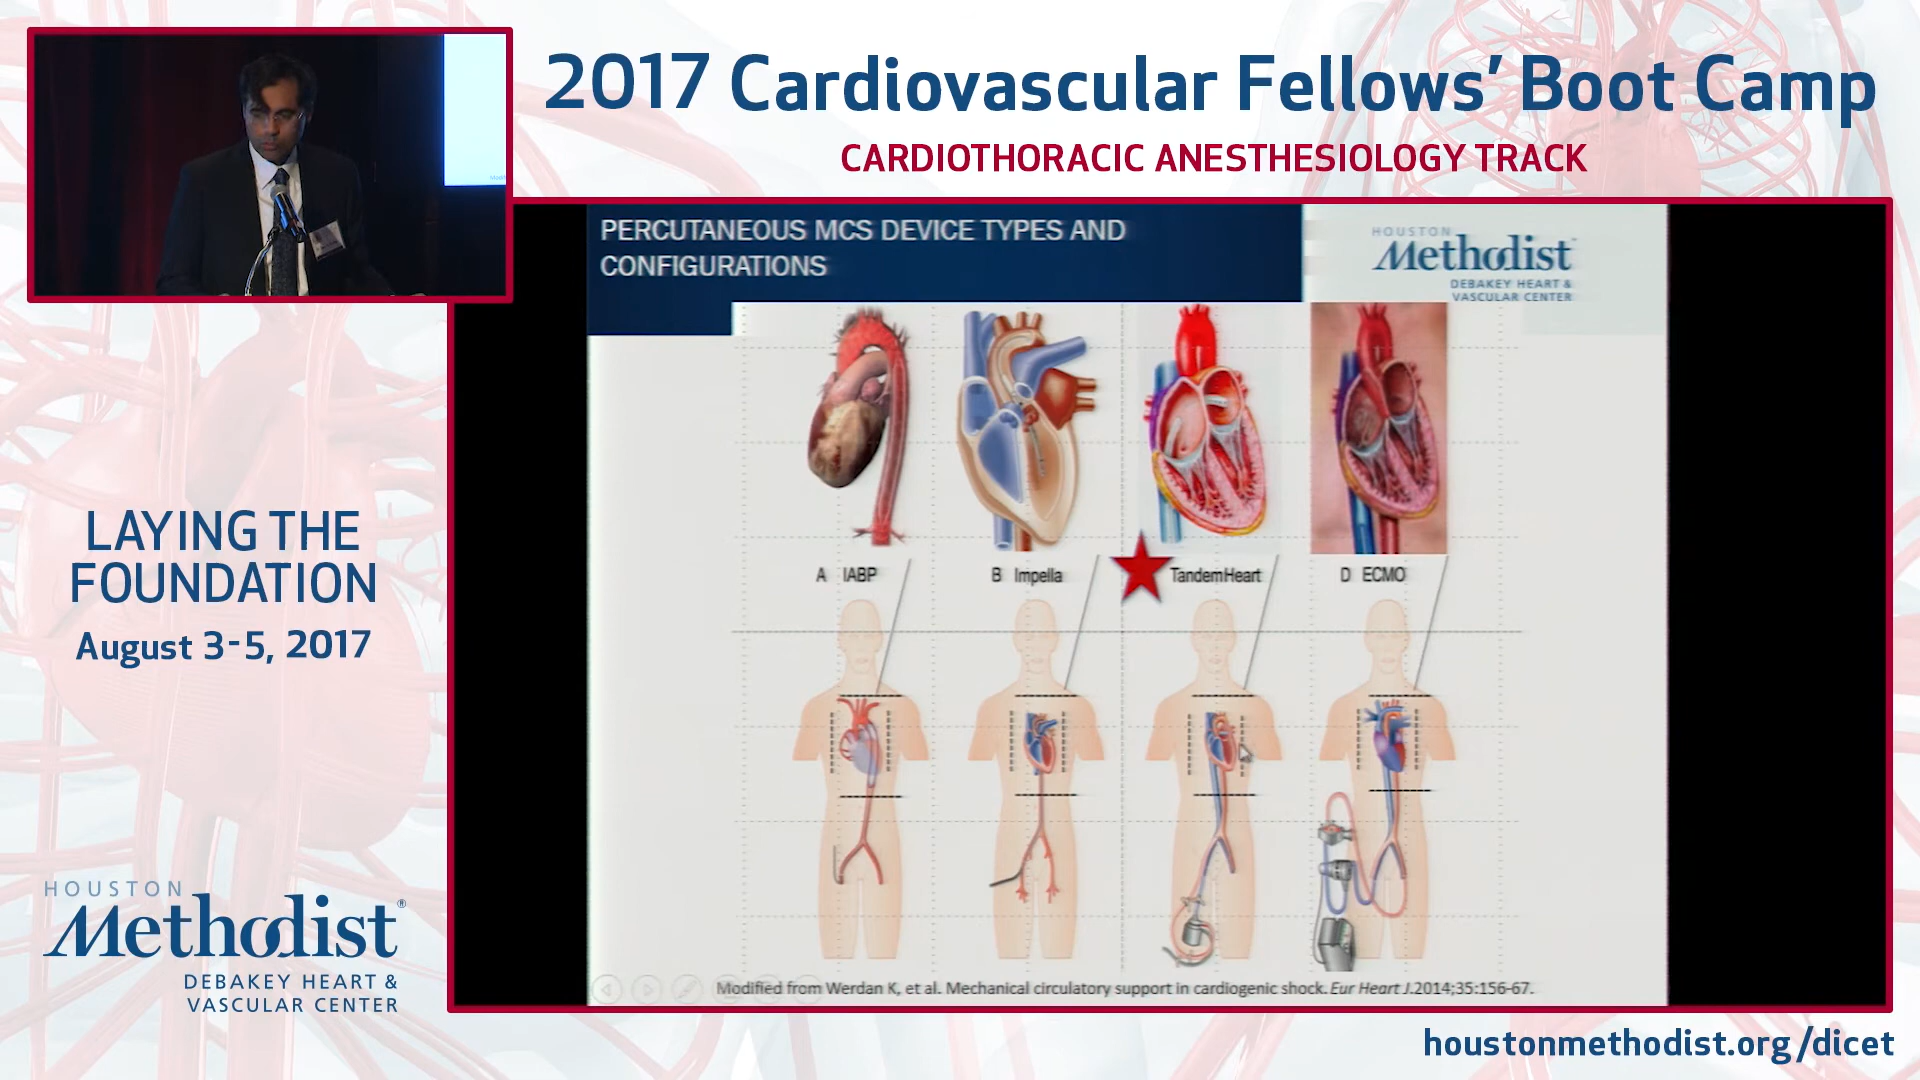 2017 Cardiovascular Fellows’ Boot Camp
CARDIOTHORACIC ANESTHESIOLOGY TRACK
PERCUTANEOUS MCS DEVICE TYPES AND
CONFIGURATIONS
HOUSTON
Methodist
DEBAKEY HEART &
VASCULAR CENTER
A IABP
B Impella
TandemHeart
D ECMO
LAYING THE
FOUNDATION
August 3-5, 2017
HOUSTON
Methodist®
DEBAKEY HEART &
VASCULAR CENTER
Modified from Werdan K, et al. Mechanical circulatory support in cardiogenic shock. Eur Heart J.2014;35:156-67.
houstonmethodist.org/dicet